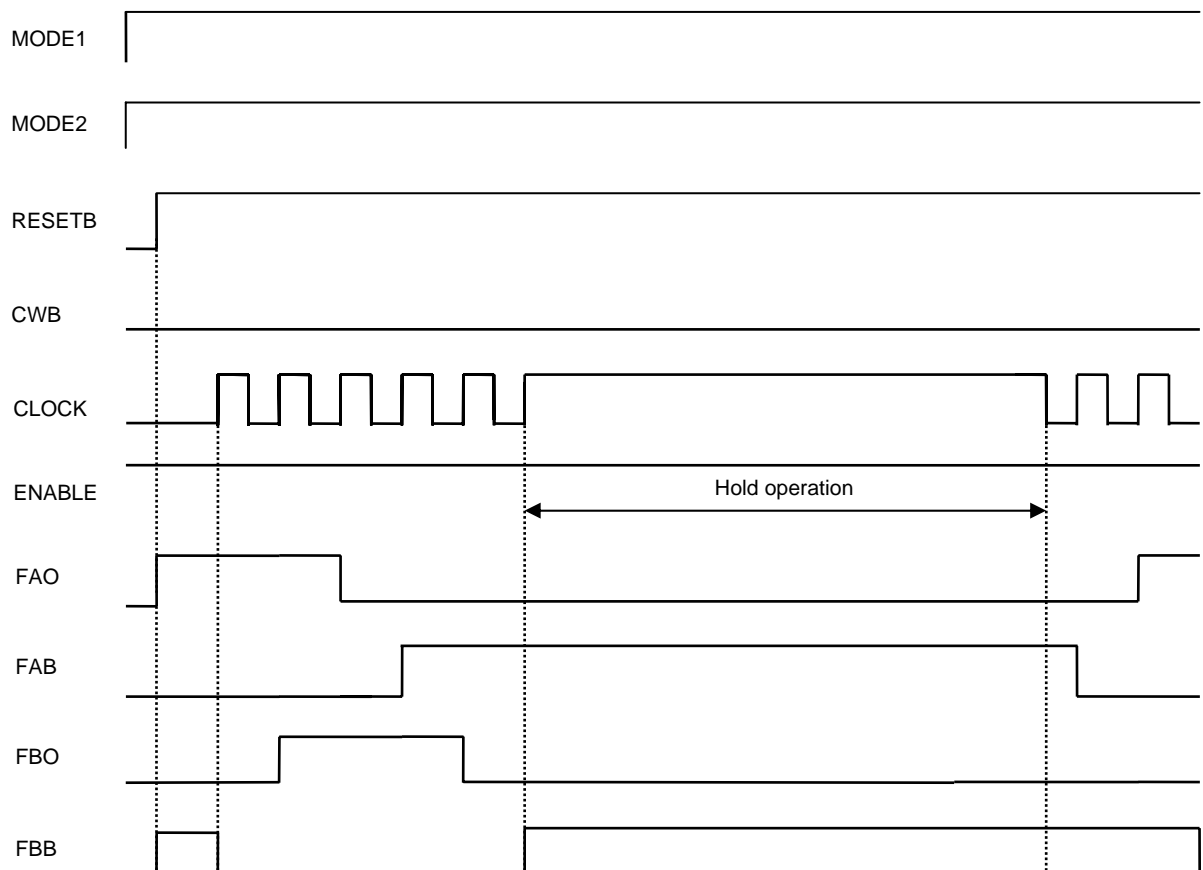 MODE1
MODE2
RESETB
CWB
CLOCK
ENABLE
Hold operation
FAO
FAB
FBO
FBB